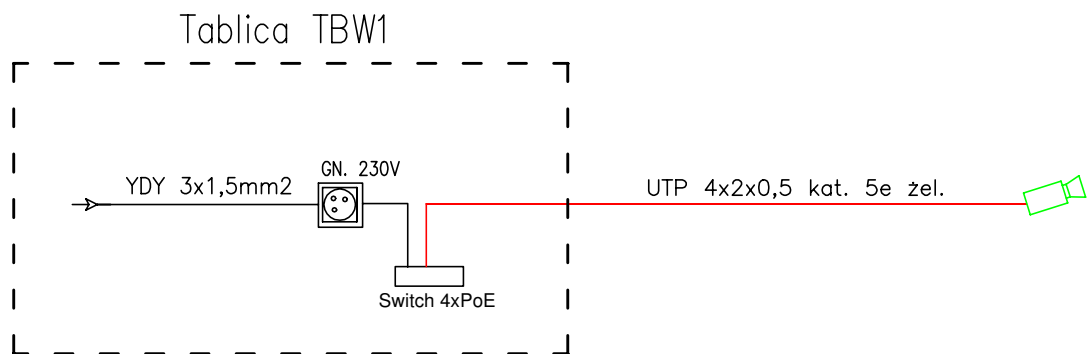 Tablica TBW1
GN. 230V
YDY 3x1,5mm2
UTP 4x2x0,5 kat. 5e żel.
Switch 4xPoE